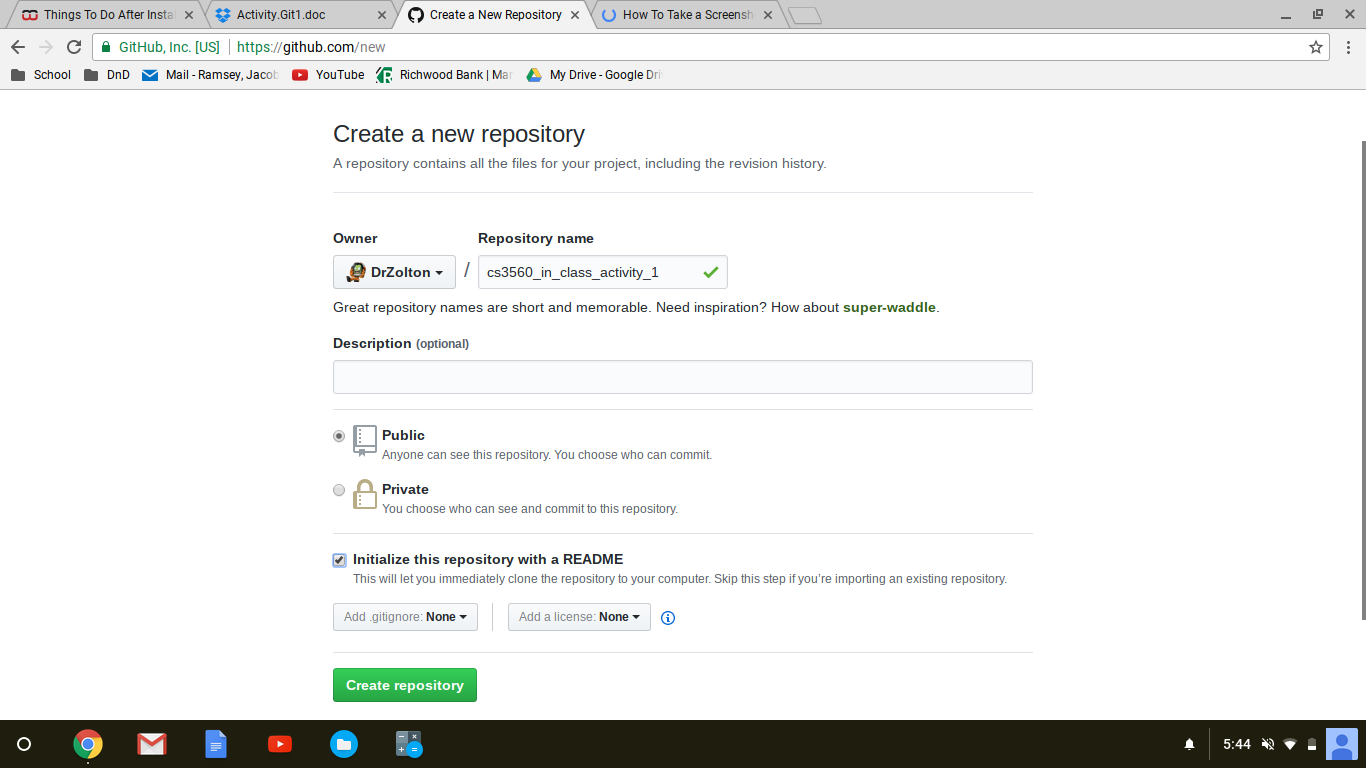 Things To Do After Insta
Activity.Git1.doc
Create a New Repository
How To Take a Screensh
GitHub, Inc. [US]
https://github.com/new
School
DnD
Mail - Ramsey, Jacob
YouTube
Richwood Bank | Mar
My Drive - Google Dri
Create a new repository
A repository contains all the files for your project, including the revision history.
Owner
Repository name
DrZolton
/
cs3560_in_class_activity_1
Great repository names are short and memorable. Need inspiration? How about super-waddle.
Description (optional)
Public
Anyone can see this repository. You choose who can commit.
Private
You choose who can see and commit to this repository.
Initialize this repository with a README
This will let you immediately clone the repository to your computer. Skip this step if you’re importing an existing repository.
Add .gitignore: None
Add a license: None
Create repository
5:44